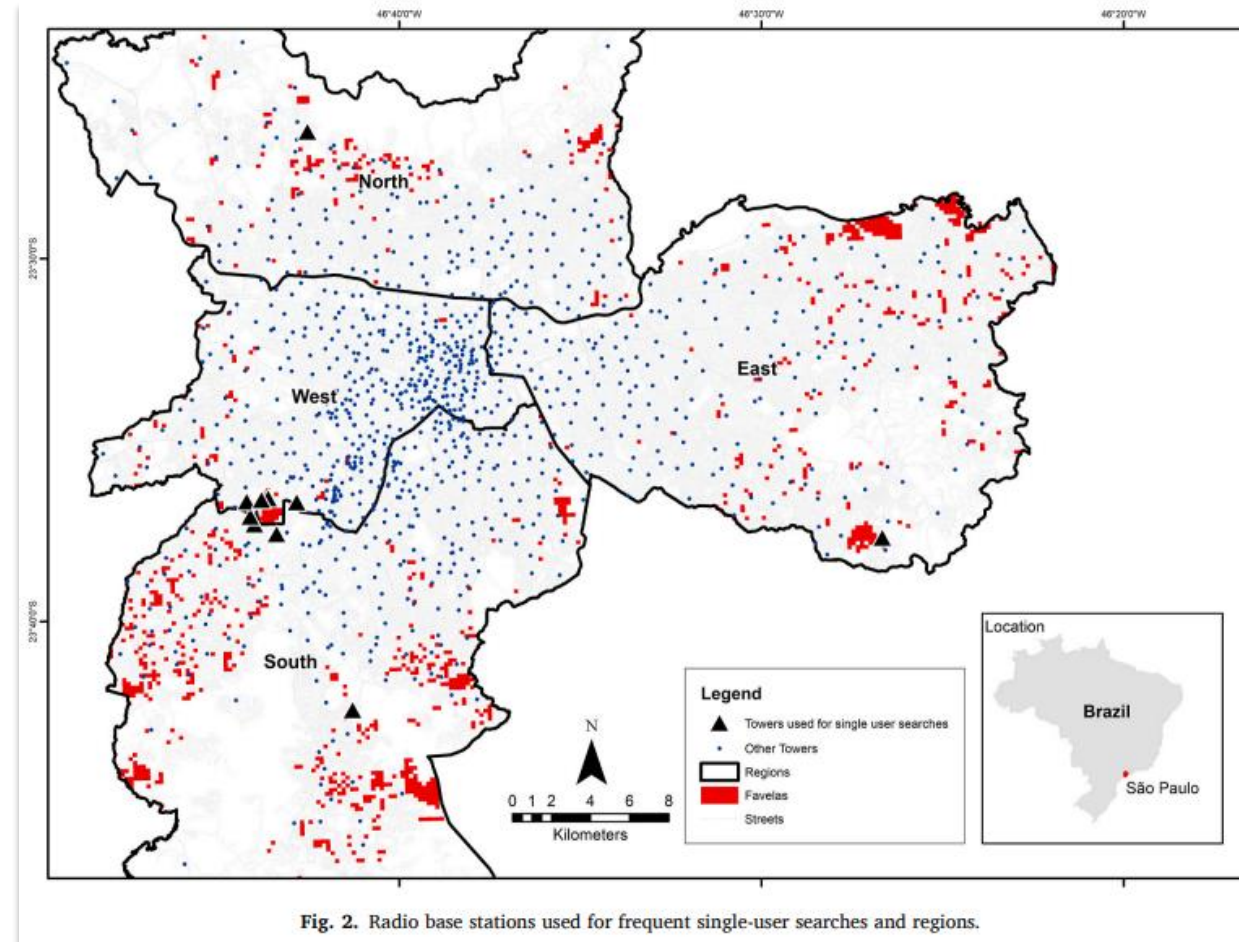 46°40'0"W
46°30'0"W
46°20'0"W
23°30'0"S
23°40'0"S
North
West
East
South
N
0 1 2 4 6 8
Kilometers
Legend
Towers used for single user searches
Other Towers
Regions
Favelas
Streets
Location
Brazil
São Paulo
Fig. 2. Radio base stations used for frequent single-user searches and regions.